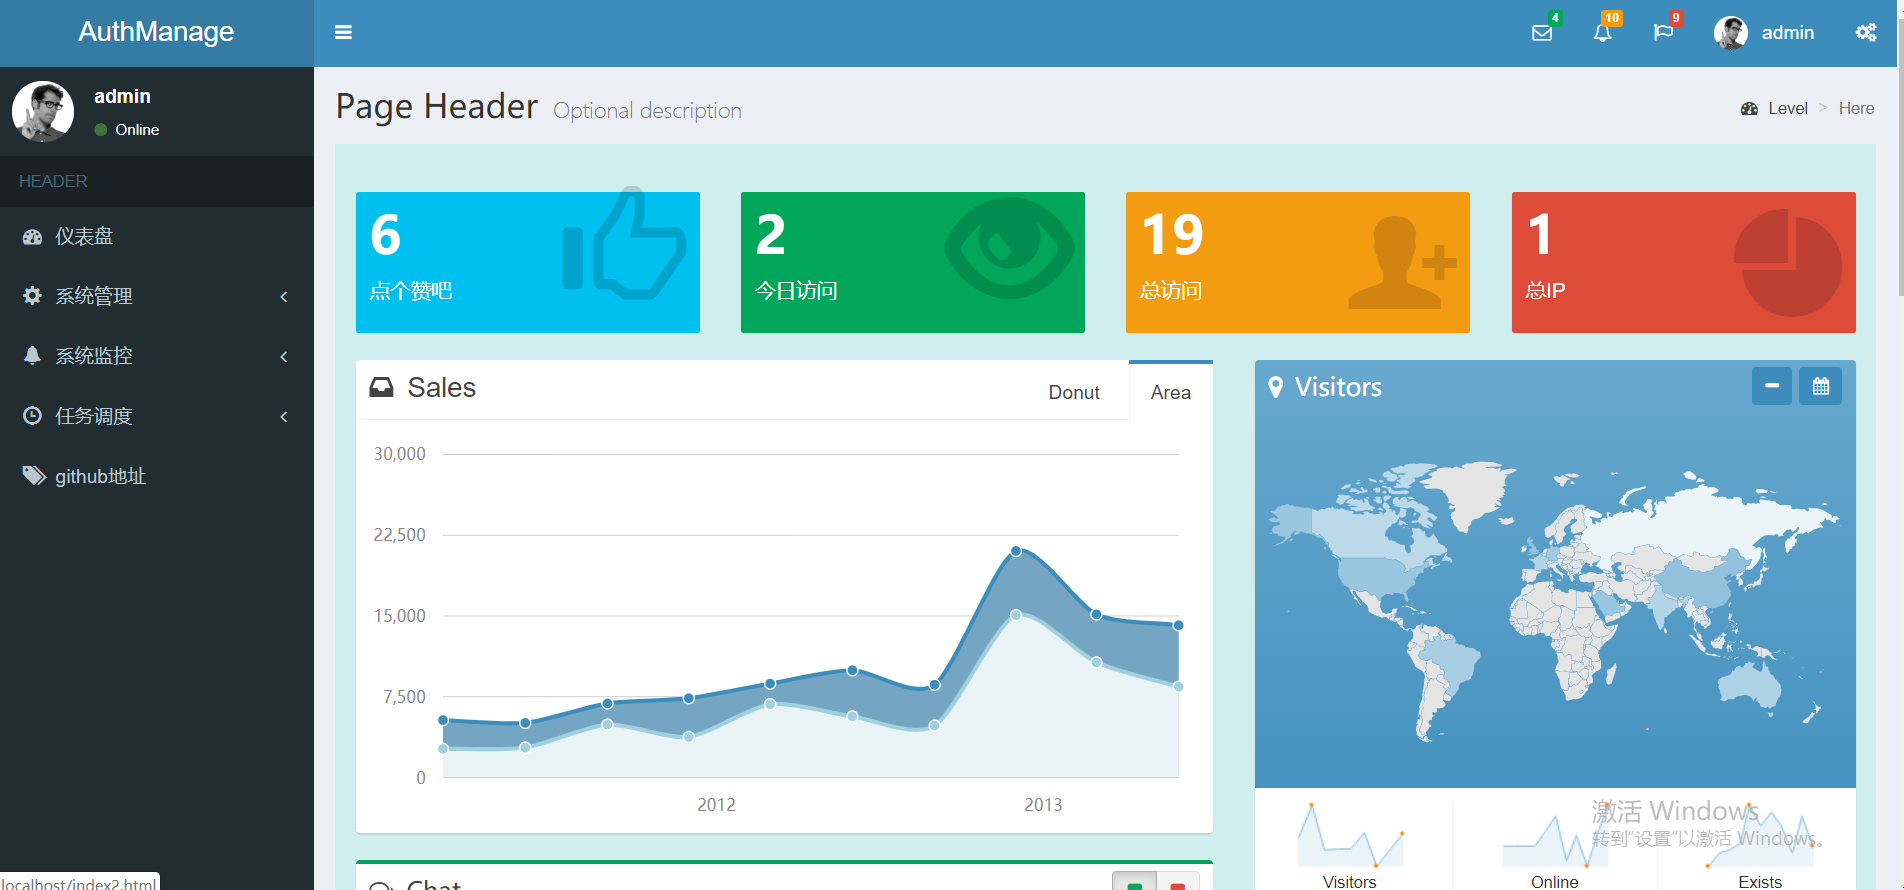 AuthManage
4
10
9
admin
admin
Online
HEADER
仪表盘
系统管理
系统监控
任务调度
github地址
Page Header Optional description
Level > Here
6
点个赞吧
2
今日访问
19
总访问
1
总IP
Sales
Donut
Area
30,000
22,500
15,000
7,500
0
2012
2013
Visitors
Visitors
Online
Exists
激活 Windows
转到"设置"以激活 Windows。
Chat
localhost/index2.html